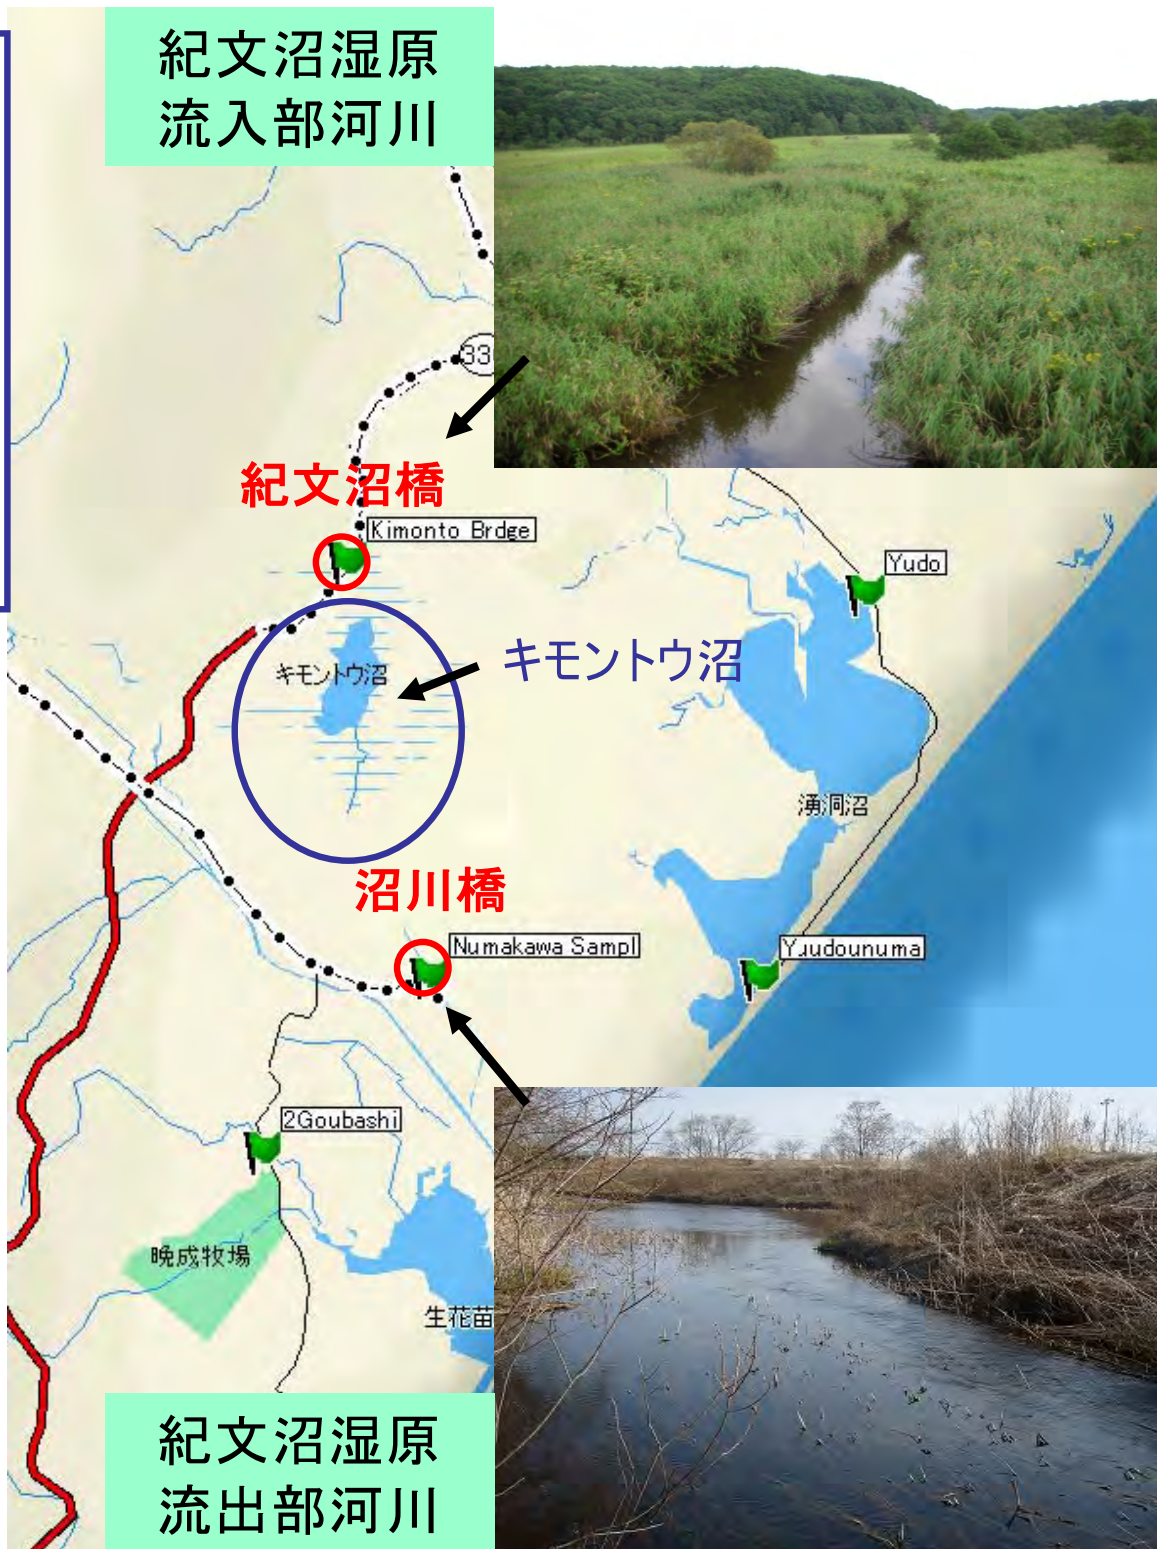 紀文沼湿原
流入部河川
33
紀文沼橋
Kimonto Brdge
Yudo
キモントウ沼
キモントウ沼
湧洞沼
沼川橋
Numakawa Sampl
Yuudounuma
2Goubashi
晩成牧場
生花苗
紀文沼湿原
流出部河川